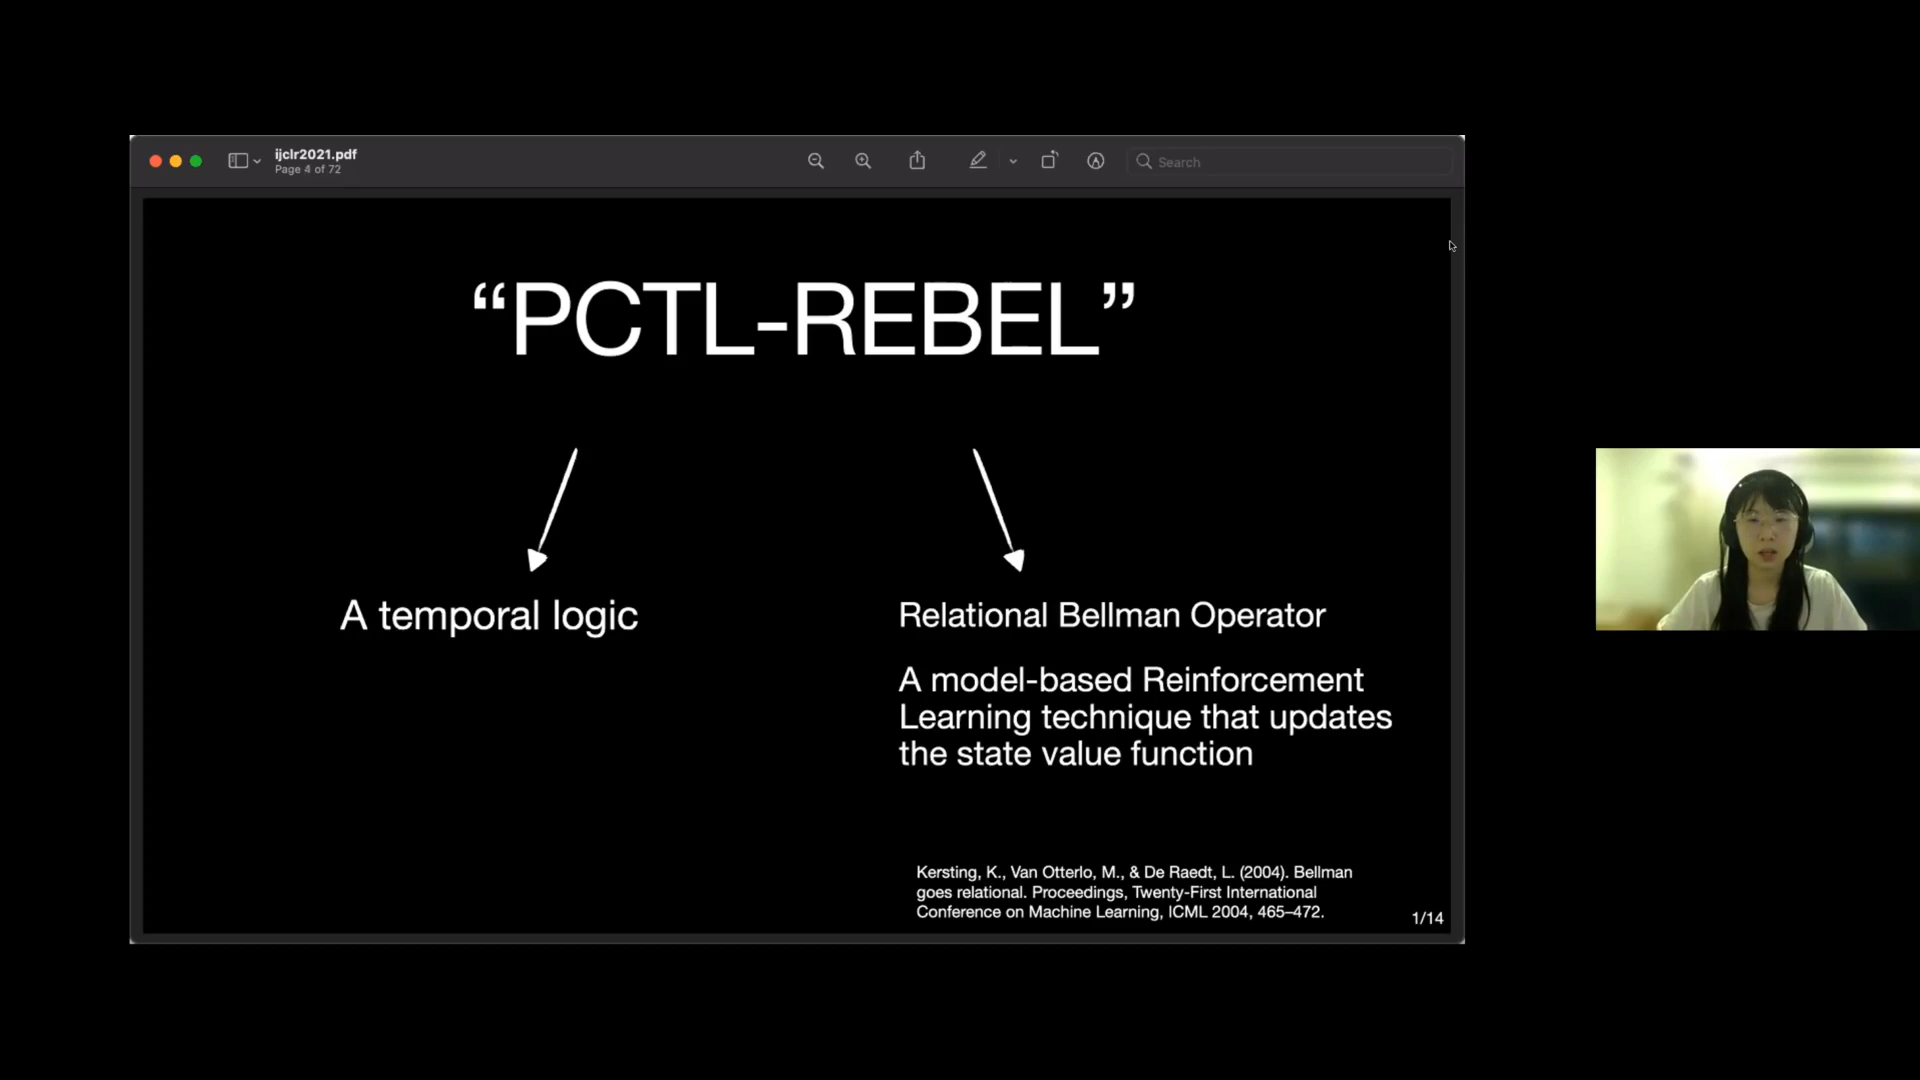 ijclr2021.pdf
Page 4 of 72
Search
“PCTL-REBEL”
A temporal logic
Relational Bellman Operator
A model-based Reinforcement
Learning technique that updates
the state value function
Kersting, K., Van Otterlo, M., & De Raedt, L. (2004). Bellman
goes relational. Proceedings, Twenty-First International
Conference on Machine Learning, ICML 2004, 465–472.
1/14